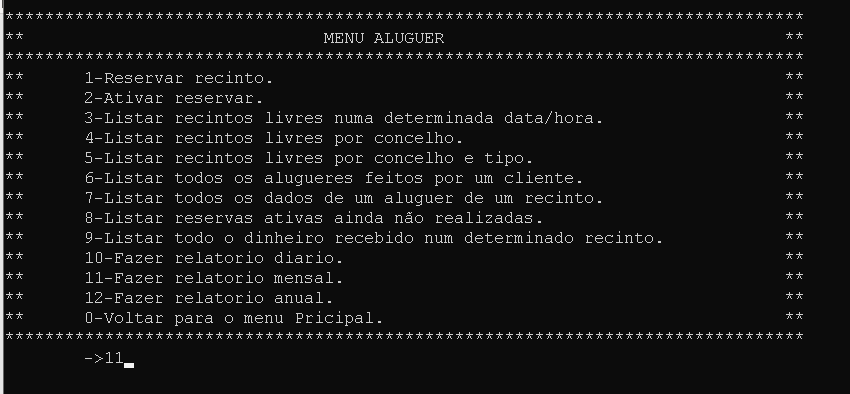 ********************************************************************************
** MENU ALUGUER **
********************************************************************************
** 1-Reservar recinto. **
** 2-Ativar reservar. **
** 3-Listar recintos livres numa determinada data/hora. **
** 4-Listar recintos livres por concelho. **
** 5-Listar recintos livres por concelho e tipo. **
** 6-Listar todos os alugueres feitos por um cliente. **
** 7-Listar todos os dados de um aluguer de um recinto. **
** 8-Listar reservas ativas ainda não realizadas. **
** 9-Listar todo o dinheiro recebido num determinado recinto. **
** 10-Fazer relatorio diario. **
** 11-Fazer relatorio mensal. **
** 12-Fazer relatorio anual. **
** 0-Voltar para o menu Pricipal. **
********************************************************************************
->11